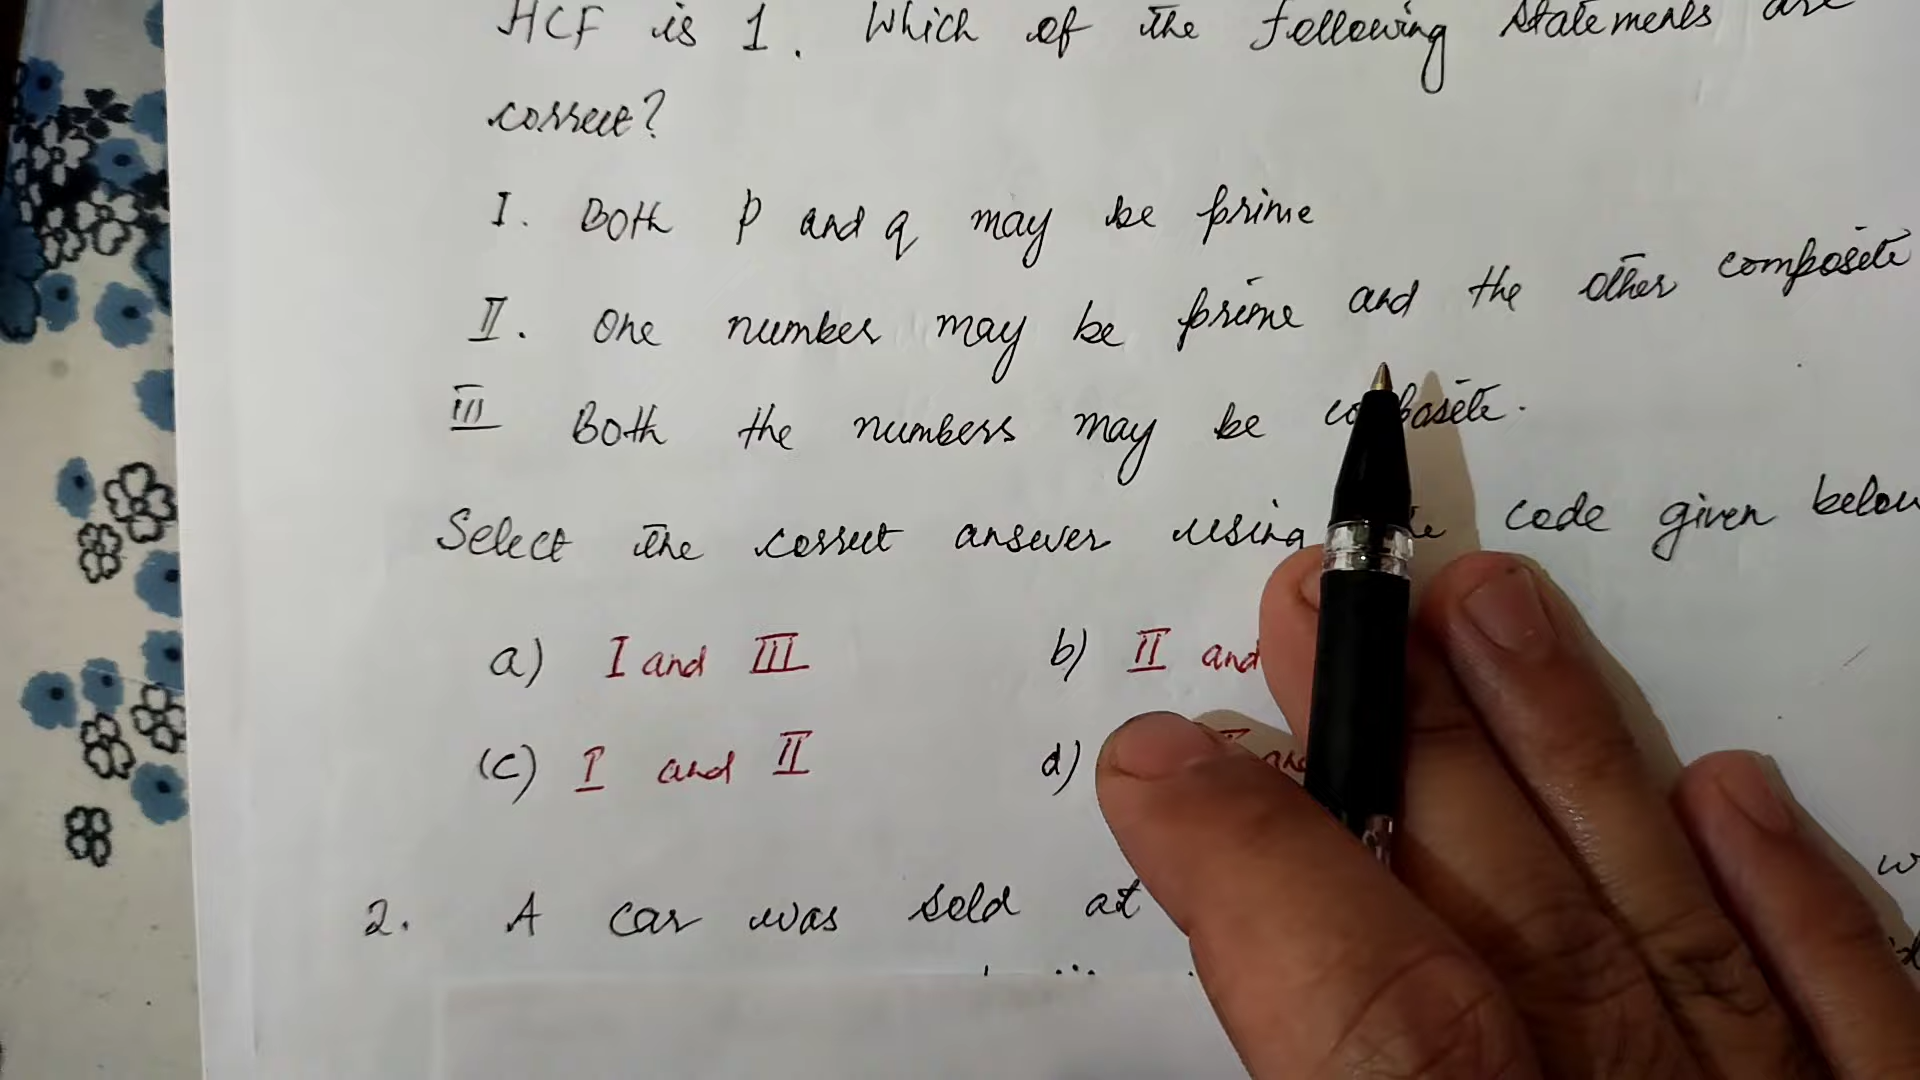 HCF is 1. Which of the following statements are
correct?
I. Both p and q may be prime
II. One number may be prime and the other composite
III Both the numbers may be composite.
Select the correct answer using code given below
a) I and III
b) II and
(c) I and II
d)
2. A car was sold at